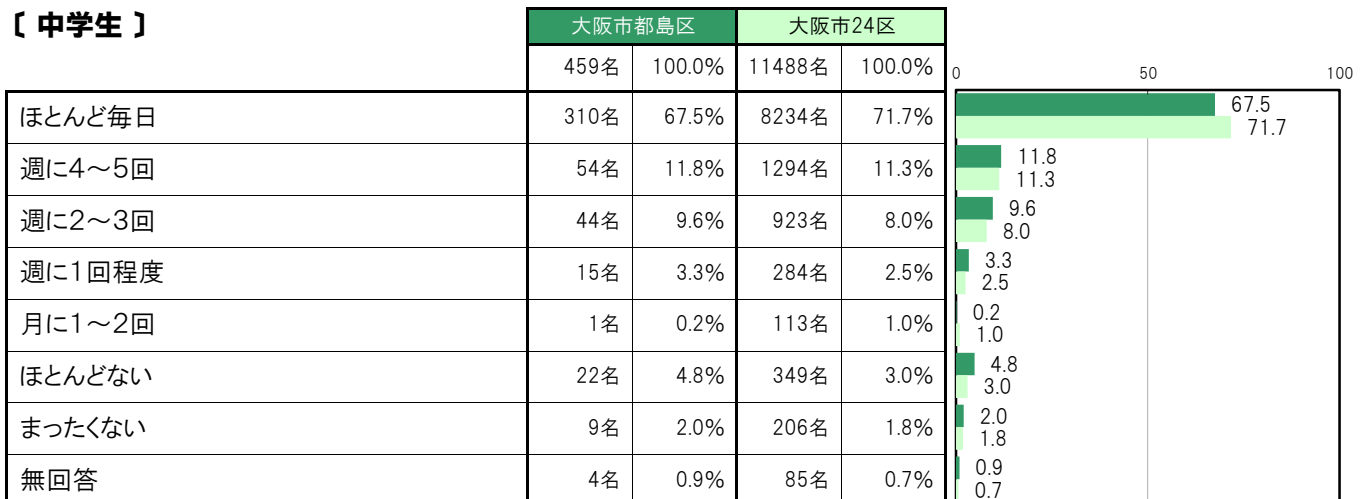 〔 中学生 〕
大阪市都島区 大阪市24区
459名 100.0% 11488名 100.0%
0 50 100
ほとんど毎日 310名 67.5% 8234名 71.7%
67.5
71.7
週に4～5回 54名 11.8% 1294名 11.3%
11.8
11.3
週に2～3回 44名 9.6% 923名 8.0%
9.6
8.0
週に1回程度 15名 3.3% 284名 2.5%
3.3
2.5
月に1～2回 1名 0.2% 113名 1.0%
0.2
1.0
ほとんどない 22名 4.8% 349名 3.0%
4.8
3.0
まったくない 9名 2.0% 206名 1.8%
2.0
1.8
無回答 4名 0.9% 85名 0.7%
0.9
0.7